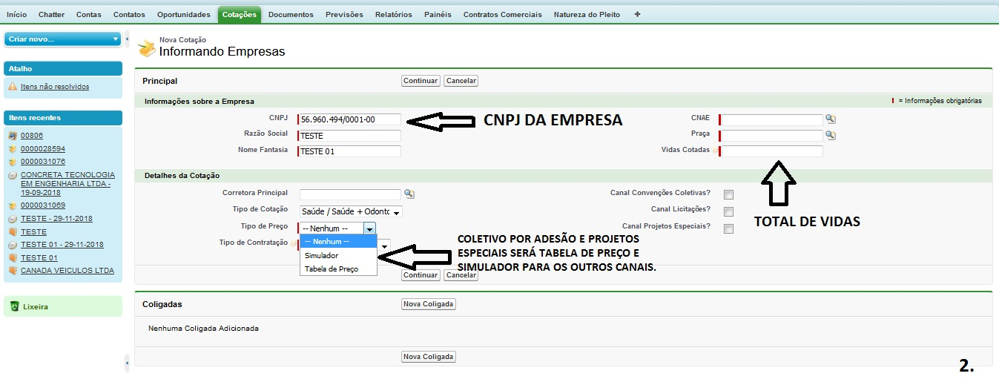 Início Chatter Contas Contatos Oportunidades Cotações Documentos Previsões Relatórios Painéis Contratos Comerciais Natureza do Pleito +
Criar novo...
Atalho
Itens não resolvidos
Itens recentes
00806
0000028594
0000031076
CONCRETA TECNOLOGIA
EM ENGENHARIA LTDA -
19-09-2018
0000031069
TESTE - 29-11-2018
TESTE
TESTE 01 - 29-11-2018
TESTE 01
CANADA VEICULOS LTDA
Lixeira
Nova Cotação
Informando Empresas
Principal Continuar Cancelar
Informações sobre a Empresa = Informações obrigatórias
CNPJ 56.960.494/0001-00 CNPJ DA EMPRESA CNAE
Razão Social TESTE Praça
Nome Fantasia TESTE 01 Vidas Cotadas
Detalhes da Cotação
Corretora Principal Canal Convenções Coletivas?
Tipo de Cotação Saúde / Saúde + Odonto Canal Licitações?
Tipo de Preço -- Nenhum -- Canal Projetos Especiais?
TOTAL DE VIDAS
Tipo de Contratação
-- Nenhum --
Simulador
Tabela de Preço
COLETIVO POR ADESÃO E PROJETOS
ESPECIAIS SERÁ TABELA DE PREÇO E
SIMULADOR PARA OS OUTROS CANAIS.
Continuar Cancelar
Coligadas Nova Coligada
Nenhuma Coligada Adicionada
Nova Coligada
2.